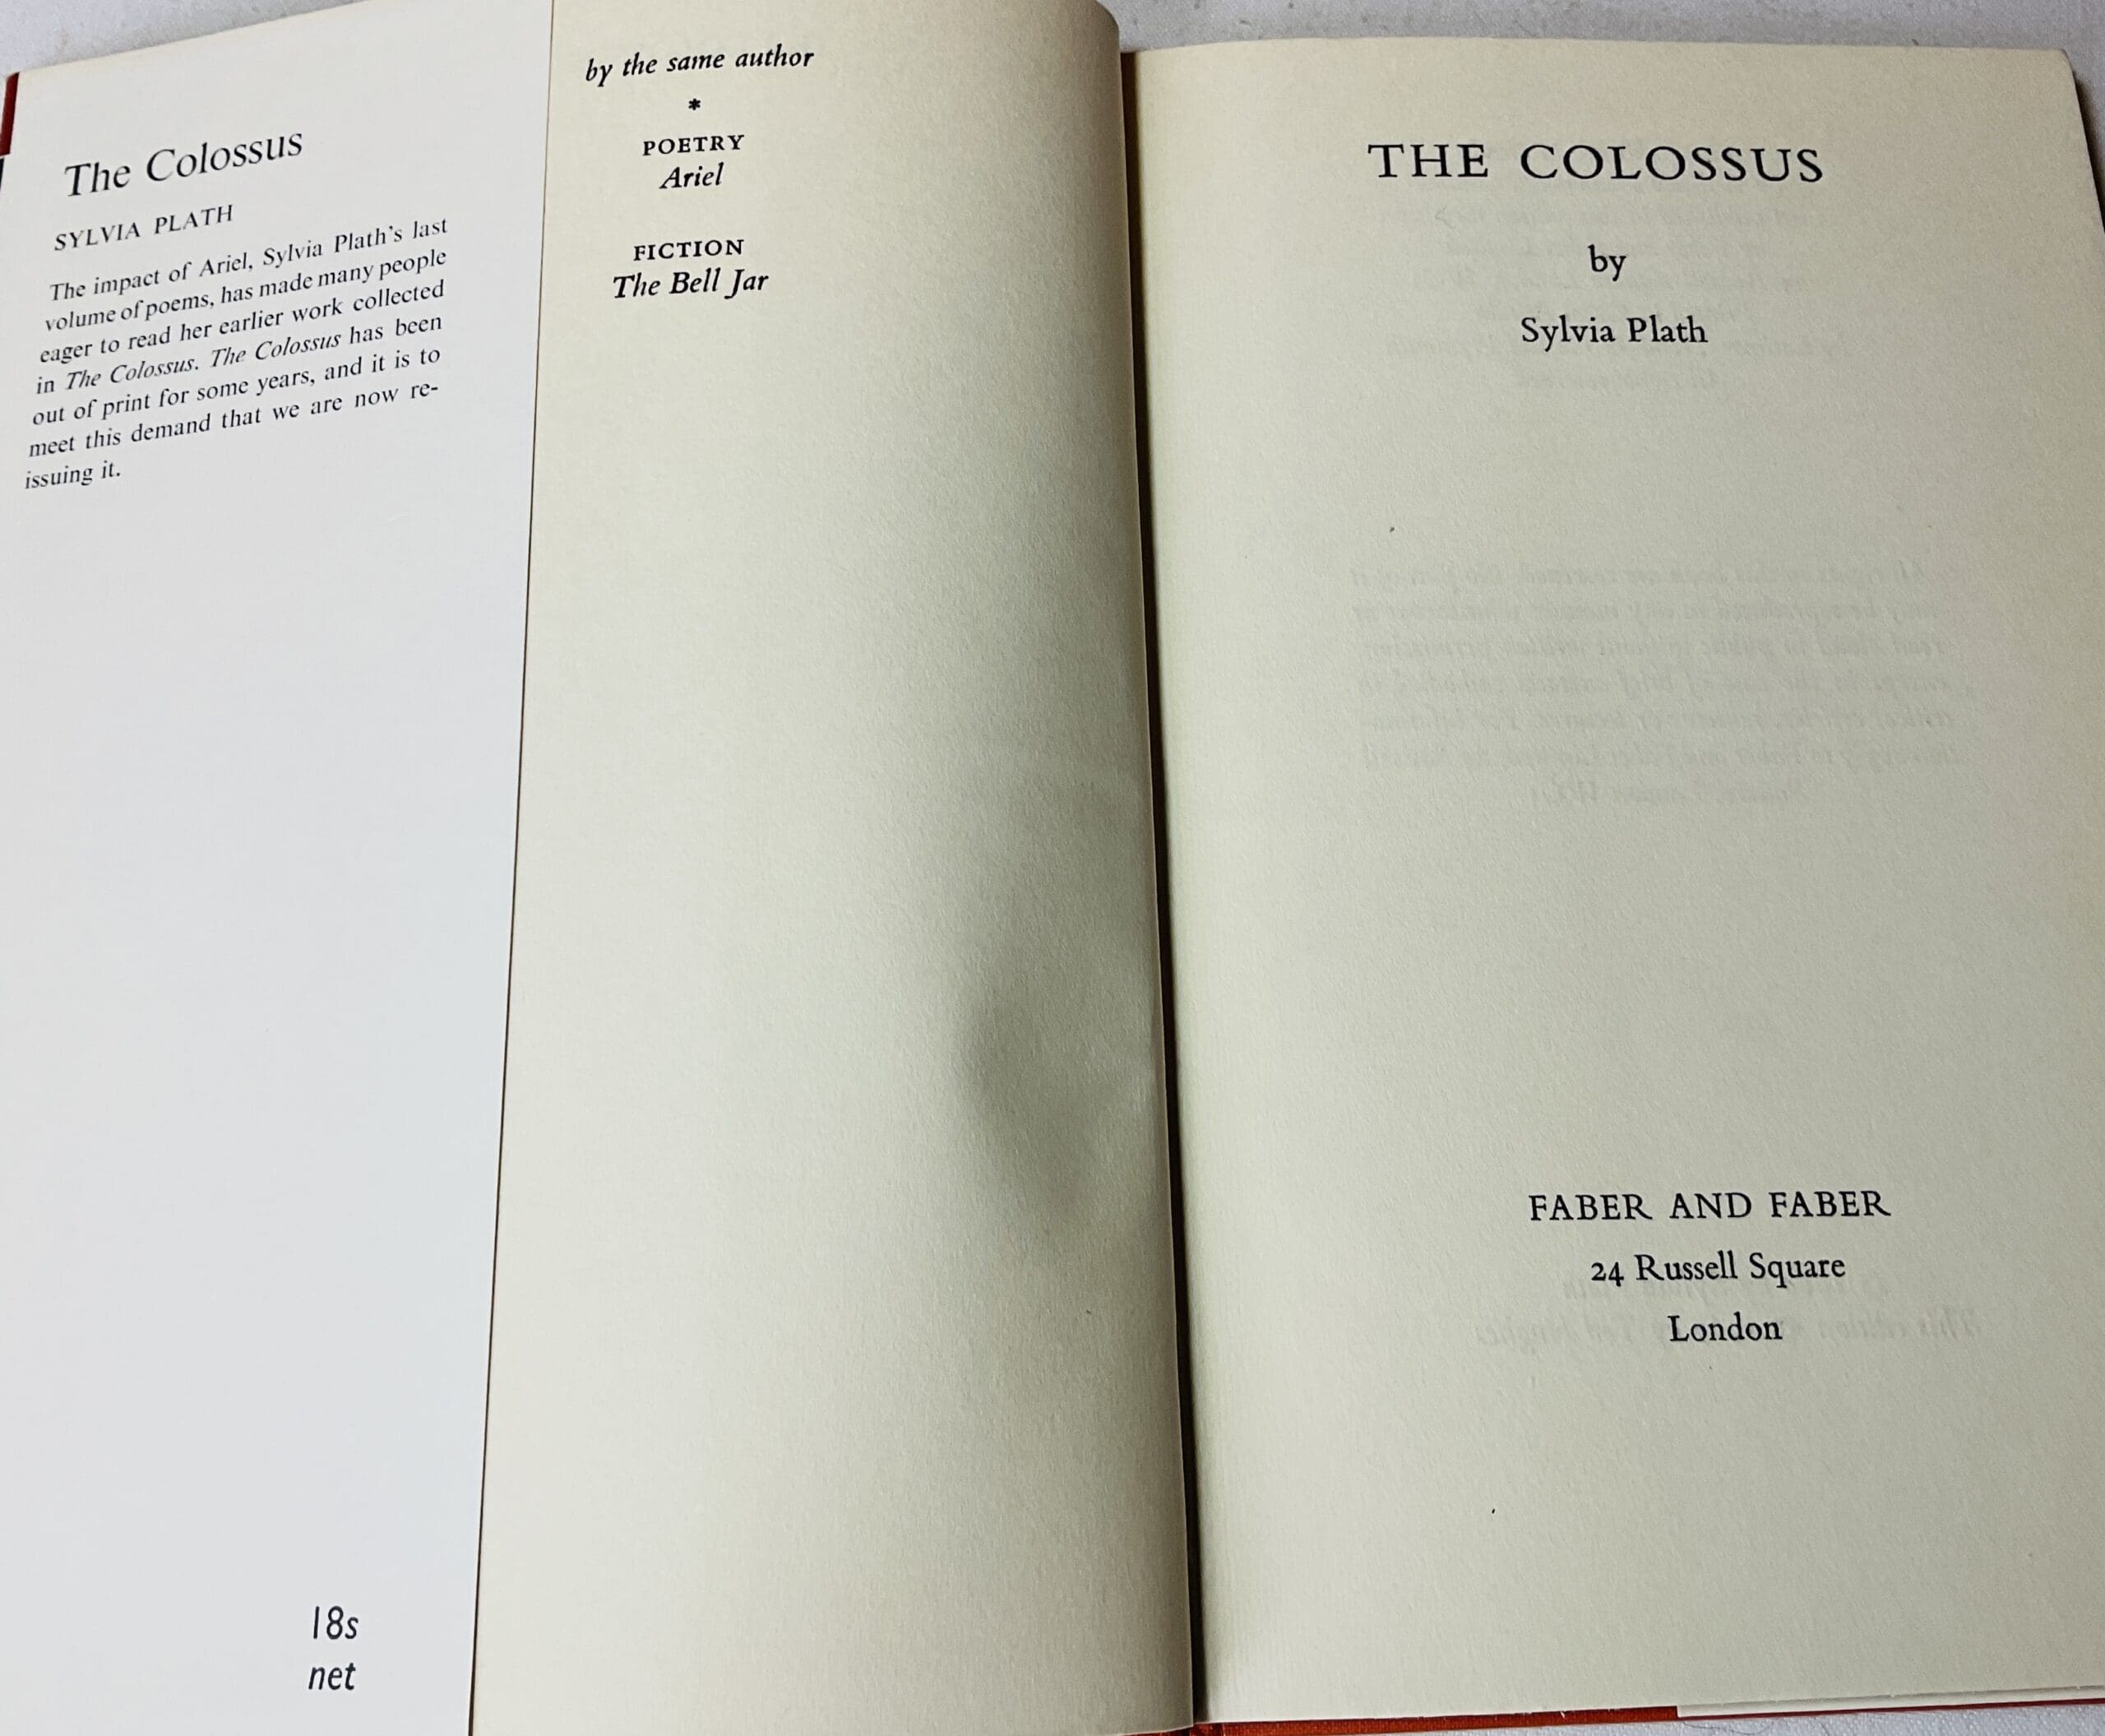 The Colossus
SYLVIA PLATH
The impact of Ariel, Sylvia Plath's last
volume of poems, has made many people
eager to read her earlier work collected
in The Colossus. The Colossus has been
out of print for some years, and it is to
meet this demand that we are now re-
issuing it.
18s
net
by the same author
*
POETRY
Ariel
FICTION
The Bell Jar
THE COLOSSUS
by
Sylvia Plath
FABER AND FABER
24 Russell Square
London